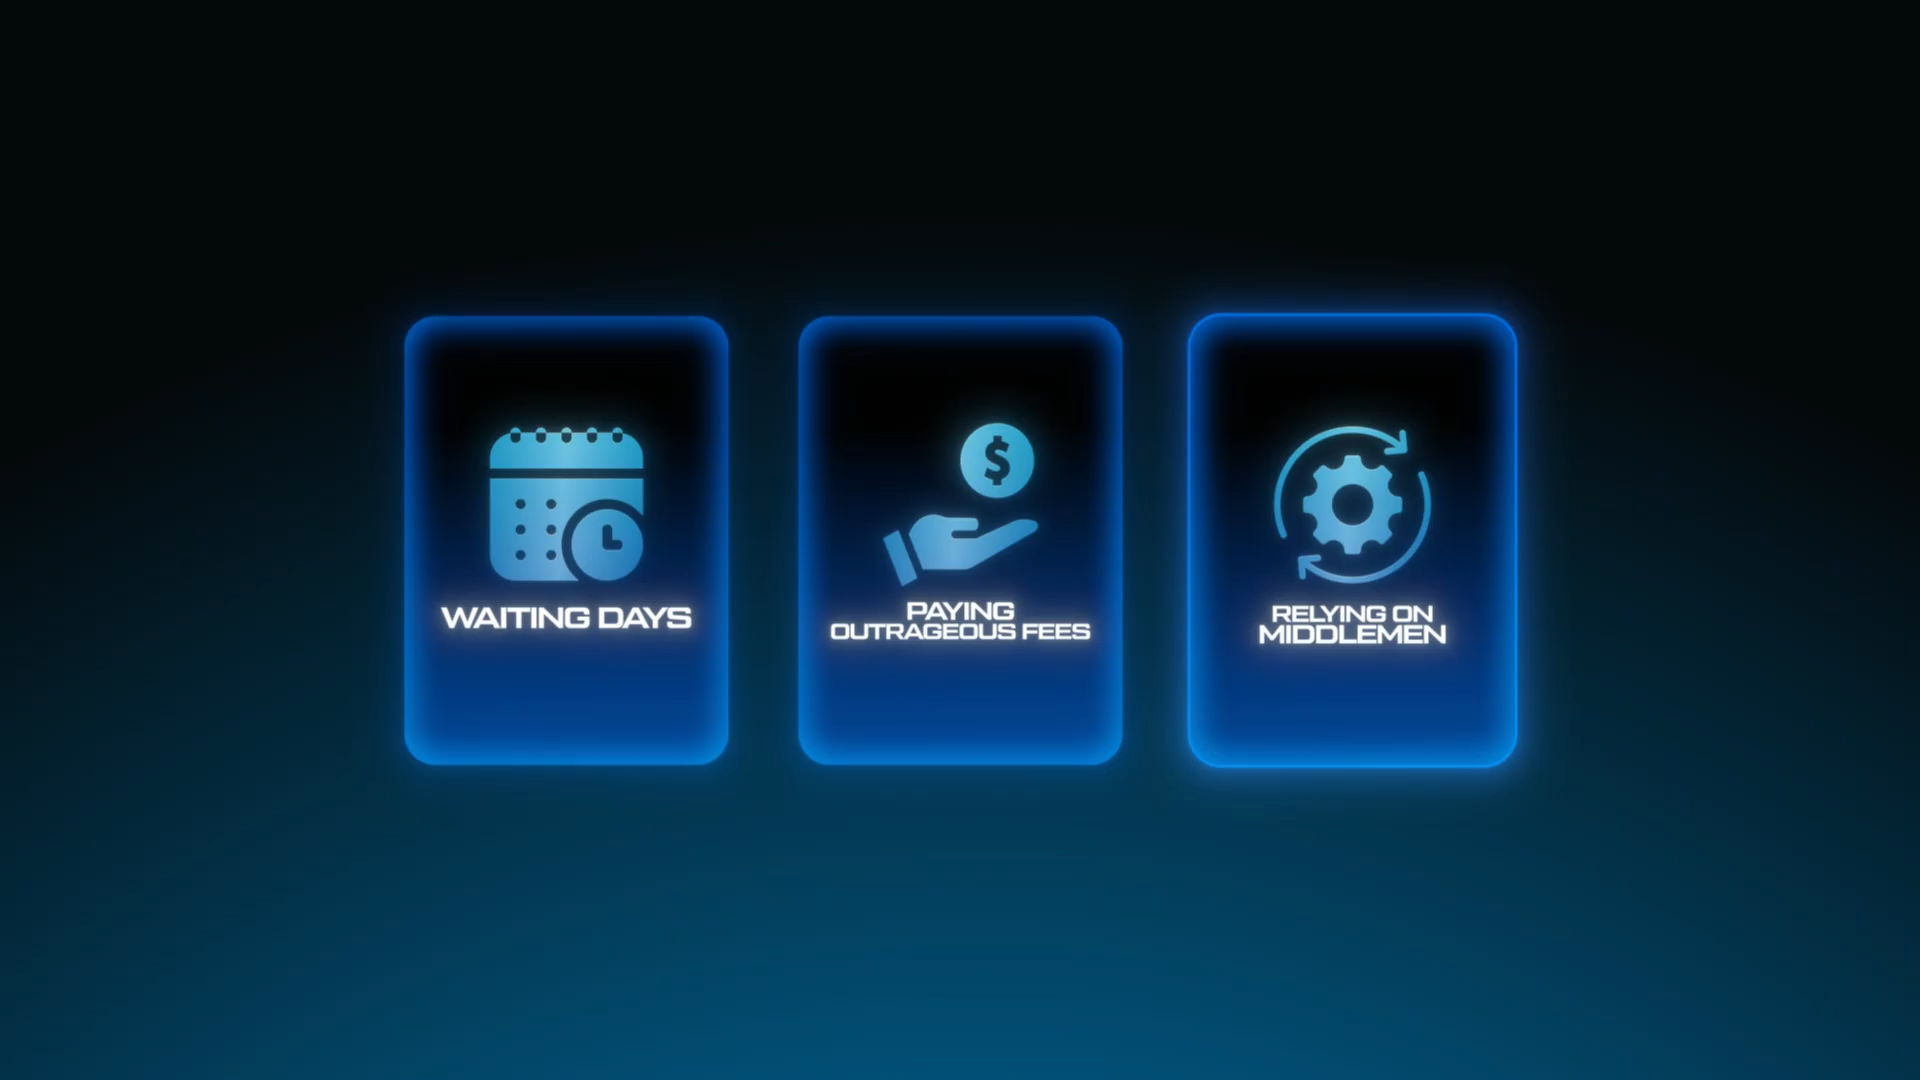 WAITING DAYS
PAYING
OUTRAGEOUS FEES
RELYING ON
MIDDLEMEN
$